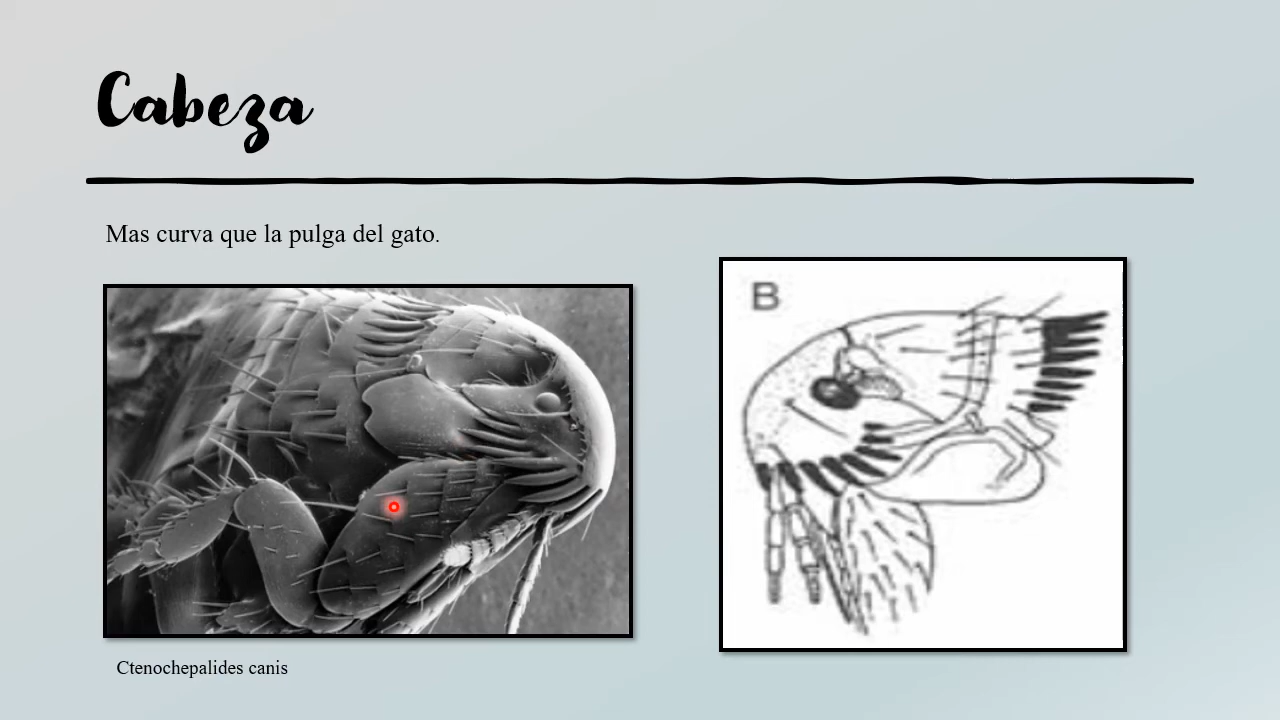 Cabeza
Mas curva que la pulga del gato.
B
Ctenochepalides canis